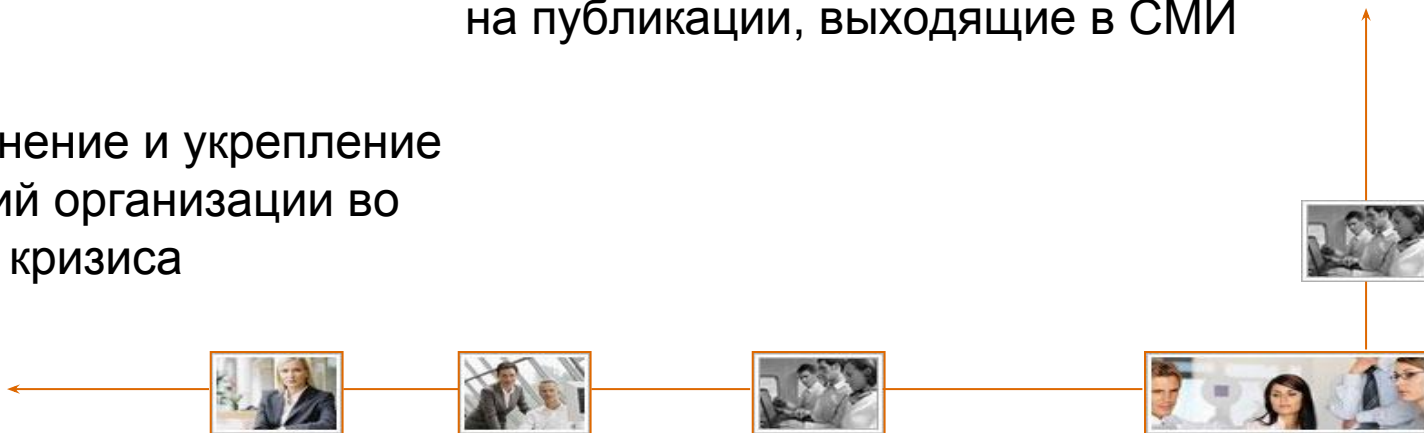 на публикации, выходящие в СМИ
нение и укрепление
ий организации во
кризиса